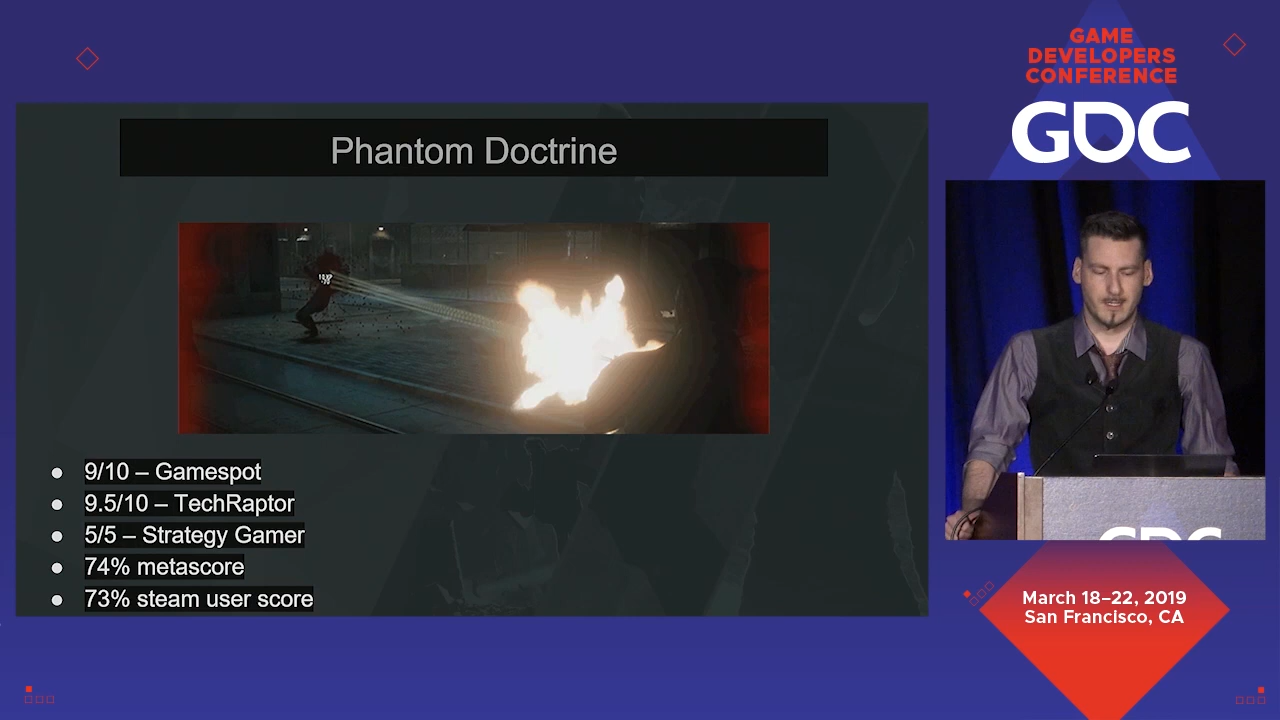 Phantom Doctrine
9/10 – Gamespot
9.5/10 – TechRaptor
5/5 – Strategy Gamer
74% metascore
73% steam user score
GAME
DEVELOPERS
CONFERENCE
GDC
GDC
March 18–22, 2019
San Francisco, CA